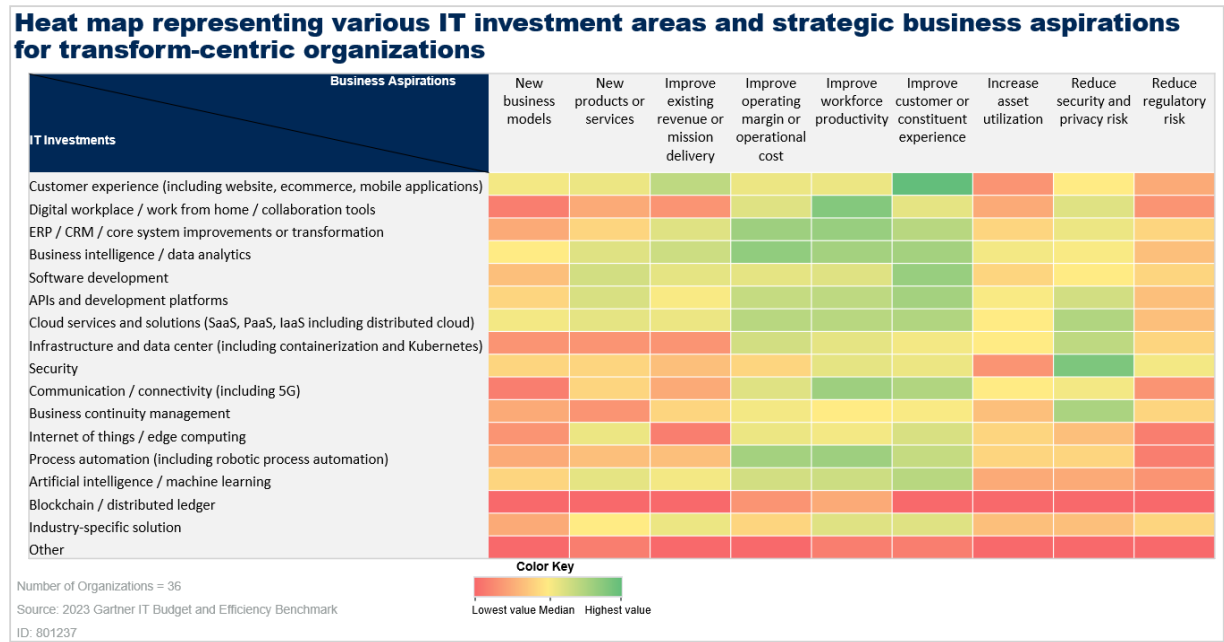 Heat map representing various IT investment areas and strategic business aspirations
for transform-centric organizations
Business Aspirations
IT Investments
New
business
models
New
products or
services
Improve
existing
revenue or
mission
delivery
Improve
operating
margin or
operational
cost
Improve
workforce
productivity
Improve
customer or
constituent
experience
Increase
asset
utilization
Reduce
security and
privacy risk
Reduce
regulatory
risk
Customer experience (including website, ecommerce, mobile applications)
Digital workplace / work from home / collaboration tools
ERP / CRM / core system improvements or transformation
Business intelligence / data analytics
Software development
APIs and development platforms
Cloud services and solutions (SaaS, PaaS, IaaS including distributed cloud)
Infrastructure and data center (including containerization and Kubernetes)
Security
Communication / connectivity (including 5G)
Business continuity management
Internet of things / edge computing
Process automation (including robotic process automation)
Artificial intelligence / machine learning
Blockchain / distributed ledger
Industry-specific solution
Other
Color Key
Lowest value Median Highest value
Number of Organizations = 36
Source: 2023 Gartner IT Budget and Efficiency Benchmark
ID: 801237